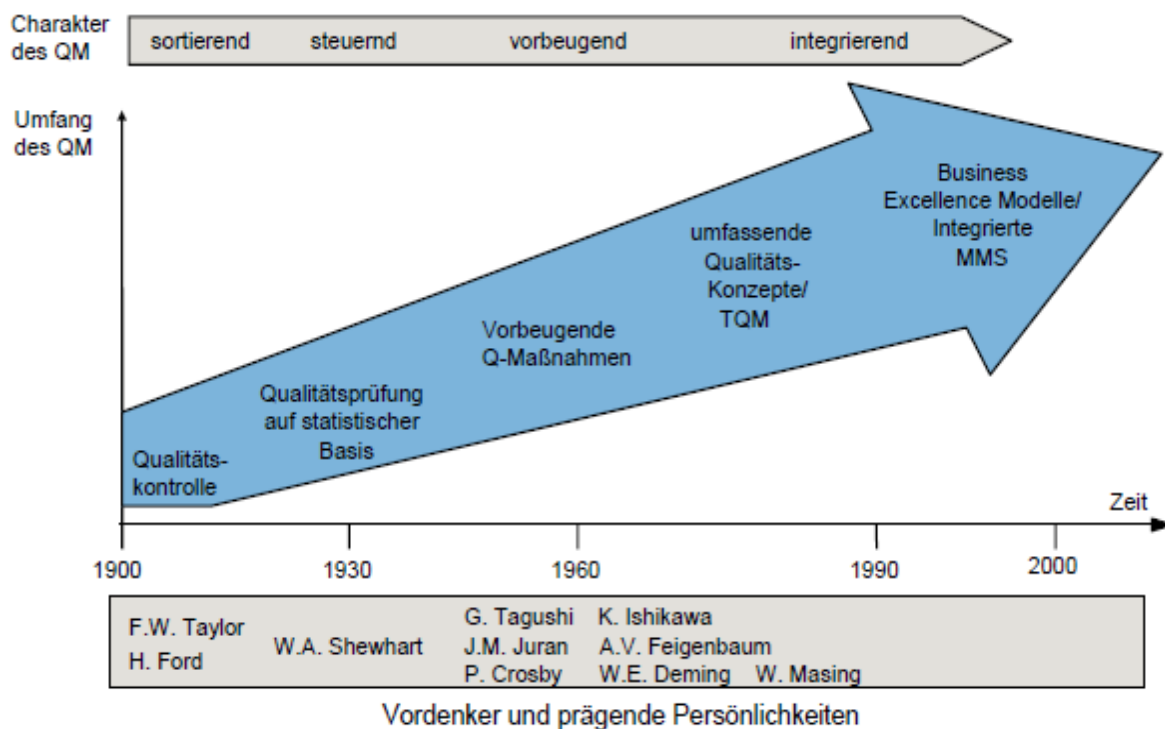 Charakter
des QM
sortierend steuernd vorbeugend integrierend
Umfang
des QM
Business
Excellence Modelle/
Integrierte
MMS
umfassende
Qualitäts-
Konzepte/
TQM
Vorbeugende
Q-Maßnahmen
Qualitätsprüfung
auf statistischer
Basis
Qualitäts-
kontrolle
Zeit
1900 1930 1960 1990 2000
F.W. Taylor
H. Ford
W.A. Shewhart
G. Tagushi K. Ishikawa
J.M. Juran A.V. Feigenbaum
P. Crosby W.E. Deming W. Masing
Vordenker und prägende Persönlichkeiten